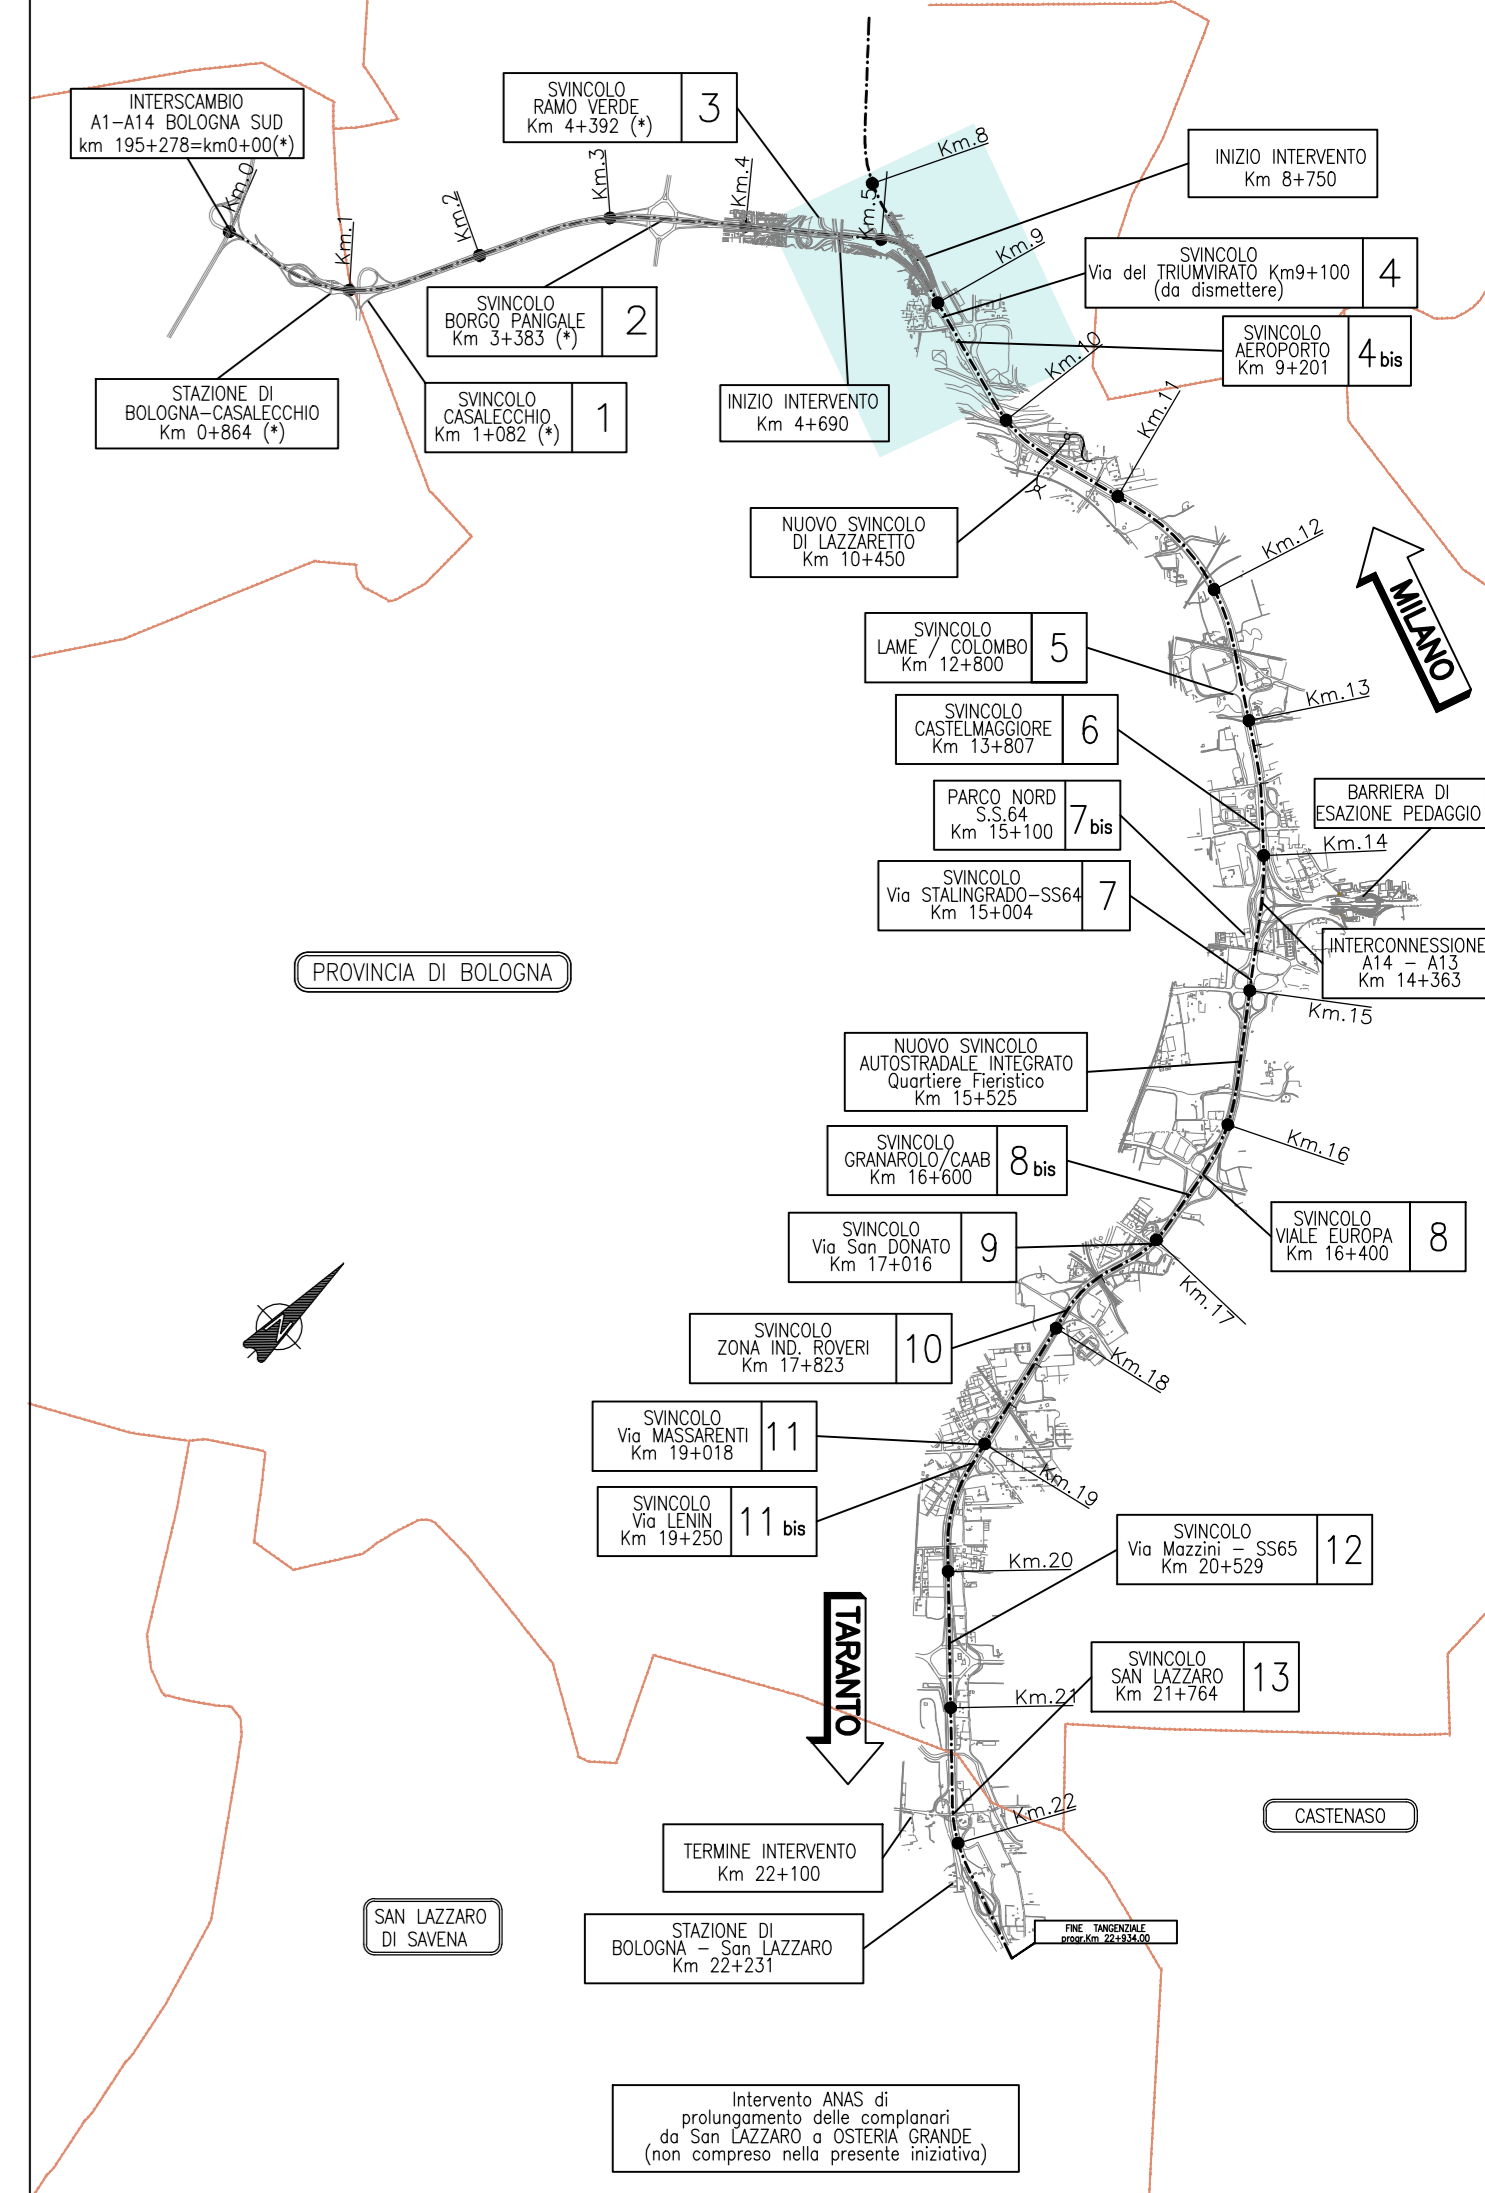 INTERSCAMBIO
A1-A14 BOLOGNA SUD
km 195+278=km0+00(*)
SVINCOLO
RAMO VERDE
Km 4+392 (*)
3
Km.0
Km.1
Km.2
Km.3
Km.4
Km.5
Km.8
Km.9
INIZIO INTERVENTO
Km 8+750
SVINCOLO
Via del TRIUMVIRATO Km9+100
(da dismettere)
4
SVINCOLO
BORGO PANIGALE
Km 3+383 (*)
2
SVINCOLO
AEROPORTO
Km 9+201
4 bis
STAZIONE DI
BOLOGNA-CASALECCHIO
Km 0+864 (*)
SVINCOLO
CASALECCHIO
Km 1+082 (*)
1
INIZIO INTERVENTO
Km 4+690
Km.10
Km.11
NUOVO SVINCOLO
DI LAZZARETTO
Km 10+450
Km.12
MILANO
SVINCOLO
LAME / COLOMBO
Km 12+800
5
Km.13
SVINCOLO
CASTELMAGGIORE
Km 13+807
6
PARCO NORD
S.S.64
Km 15+100
7 bis
BARRIERA DI
ESAZIONE PEDAGGIO
Km.14
SVINCOLO
Via STALINGRADO-SS64
Km 15+004
7
INTERCONNESSIONE
A14 - A13
Km 14+363
PROVINCIA DI BOLOGNA
Km.15
NUOVO SVINCOLO
AUTOSTRADALE INTEGRATO
Quartiere Fieristico
Km 15+525
Km.16
SVINCOLO
GRANAROLO/CAAB
Km 16+600
8 bis
SVINCOLO
VIALE EUROPA
Km 16+400
8
SVINCOLO
Via San DONATO
Km 17+016
9
Km.17
SVINCOLO
ZONA IND. ROVERI
Km 17+823
10
Km.18
SVINCOLO
Via MASSARENTI
Km 19+018
11
Km.19
SVINCOLO
Via LENIN
Km 19+250
11 bis
Km.20
SVINCOLO
Via Mazzini - SS65
Km 20+529
12
TARANTO
SVINCOLO
SAN LAZZARO
Km 21+764
13
Km.21
Km.22
CASTENASO
TERMINE INTERVENTO
Km 22+100
SAN LAZZARO
DI SAVENA
STAZIONE DI
BOLOGNA - San LAZZARO
Km 22+231
FINE TANGENZIALE
progr.Km 22+934.00
Intervento ANAS di
prolungamento delle complanari
da San LAZZARO a OSTERIA GRANDE
(non compreso nella presente iniziativa)